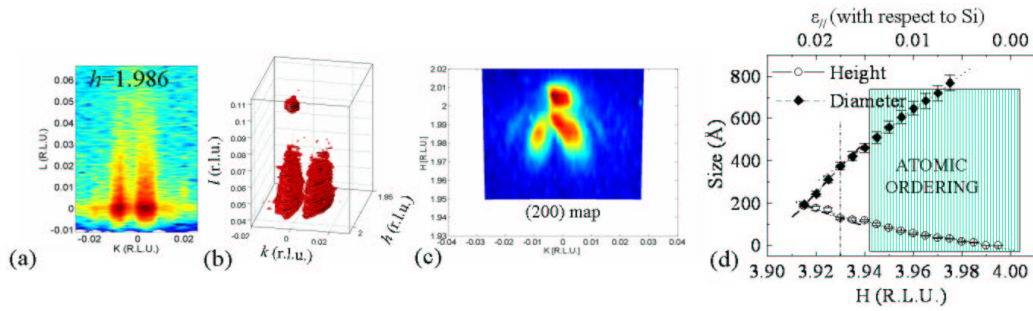 h=1.986
0.06
0.05
0.04
0.03
0.02
0.01
0
-0.01
L (R.L.U.)
-0.02
0
0.02
K (R.L.U.)
(a)
0.11
0.1
0.09
0.08
0.07
0.06
0.05
0.04
l (r.l.u.)
-0.02
0
0.02
k (r.l.u.)
1.95
2
h (r.l.u.)
(b)
2.02
2.01
2
1.99
1.98
1.97
1.96
1.95
1.94
1.93
H [R.L.U.]
(200) map
-0.04
-0.03
-0.02
-0.01
0
0.01
0.02
0.03
0.04
K [R.L.U.]
(c)
ε// (with respect to Si)
0.02
0.01
0.00
Height
Diameter
800
600
400
200
0
Size (Å)
ATOMIC
ORDERING
3.90
3.92
3.94
3.96
3.98
4.00
H (R.L.U.)
(d)